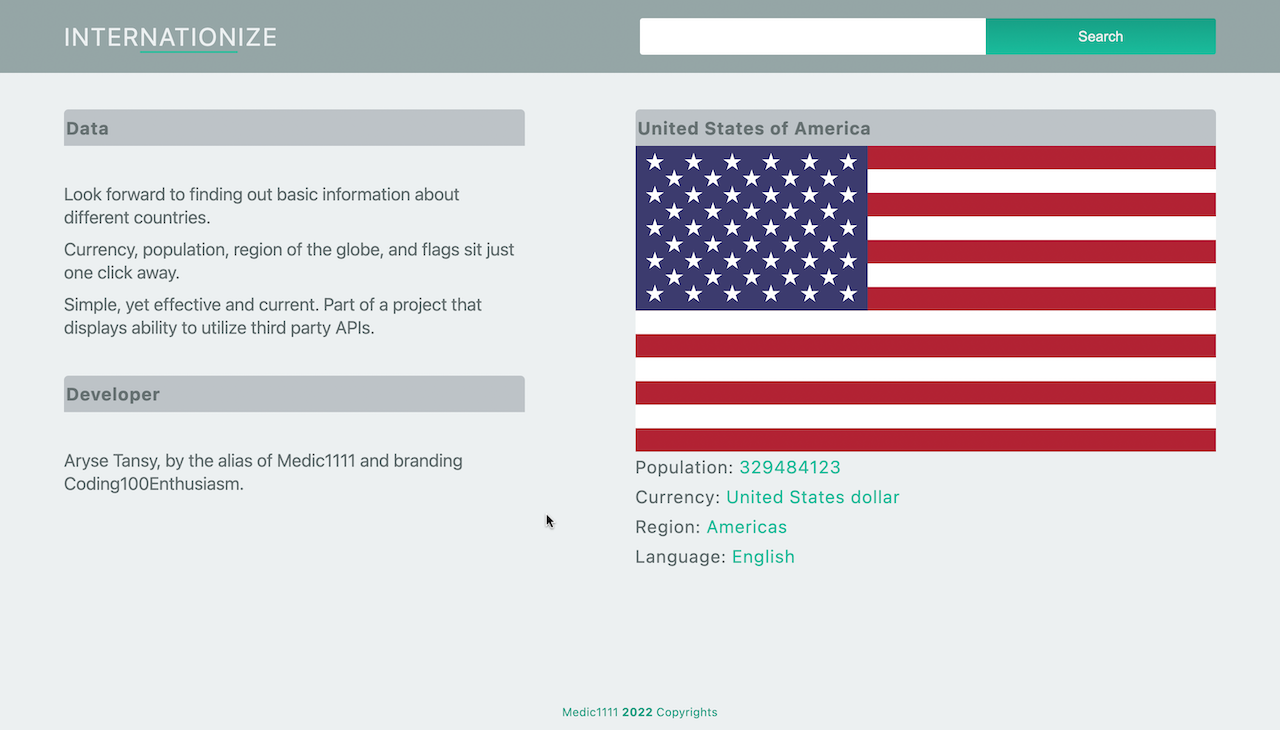 INTERNATIONIZE
Search
Data
Look forward to finding out basic information about
different countries.
Currency, population, region of the globe, and flags sit just
one click away.
Simple, yet effective and current. Part of a project that
displays ability to utilize third party APIs.
Developer
Aryse Tansy, by the alias of Medic1111 and branding
Coding100Enthusiasm.
United States of America
Population: 329484123
Currency: United States dollar
Region: Americas
Language: English
Medic1111 2022 Copyrights